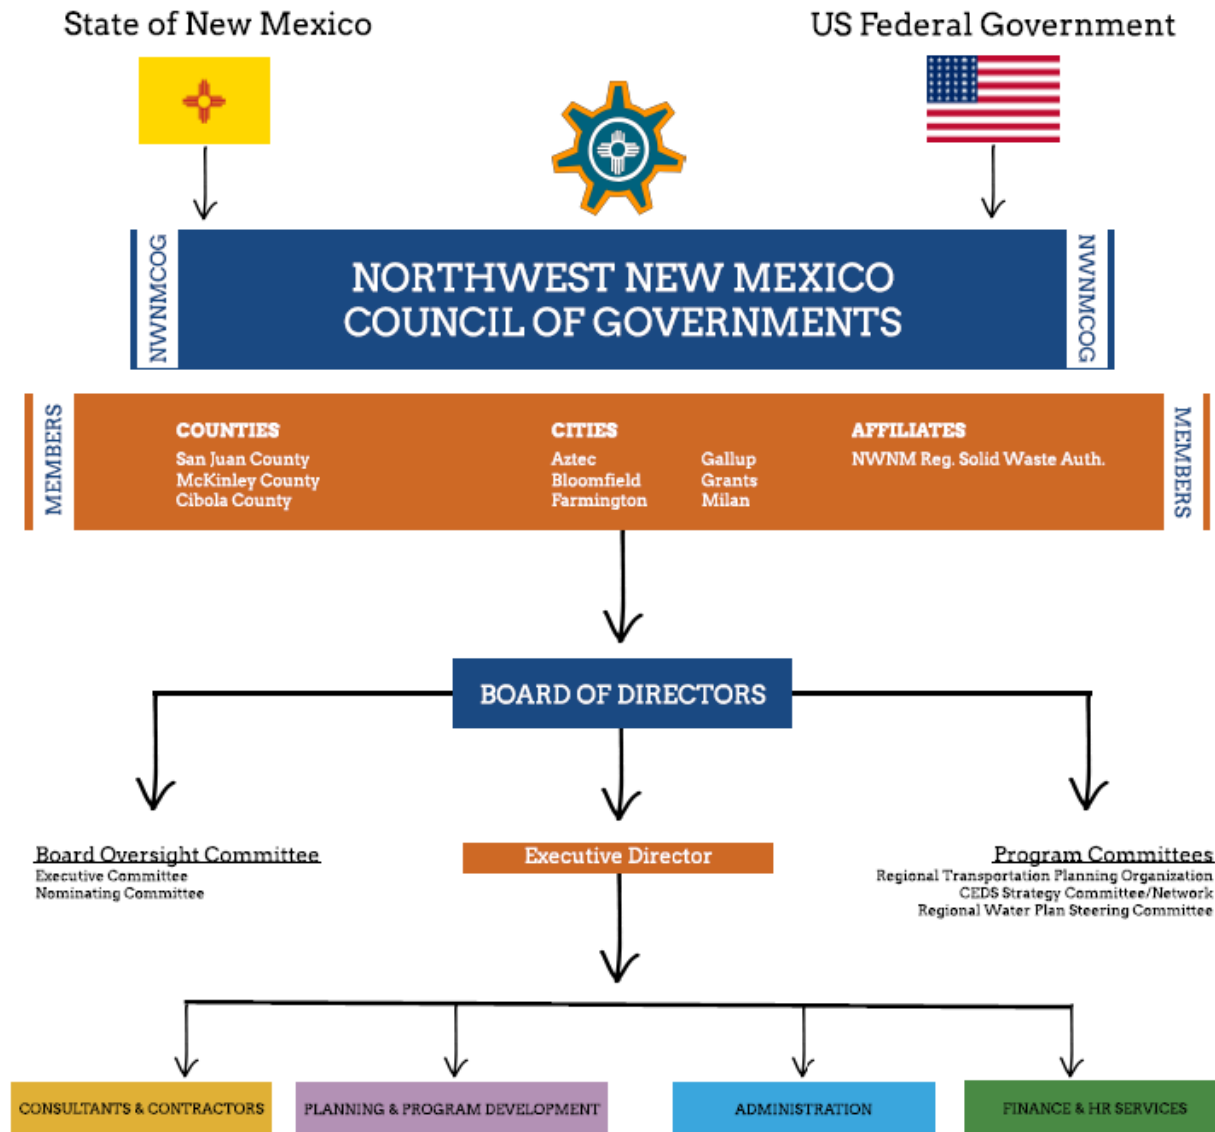 State of New Mexico
US Federal Government
NWNMCOG
NORTHWEST NEW MEXICO
COUNCIL OF GOVERNMENTS
NWNMCOG
MEMBERS
COUNTIES
San Juan County
McKinley County
Cibola County
CITIES
Aztec
Bloomfield
Farmington
Gallup
Grants
Milan
AFFILIATES
NWNM Reg. Solid Waste Auth.
MEMBERS
BOARD OF DIRECTORS
Board Oversight Committee
Executive Committee
Nominating Committee
Executive Director
Program Committees
Regional Transportation Planning Organization
CEDS Strategy Committee/Network
Regional Water Plan Steering Committee
CONSULTANTS & CONTRACTORS
PLANNING & PROGRAM DEVELOPMENT
ADMINISTRATION
FINANCE & HR SERVICES